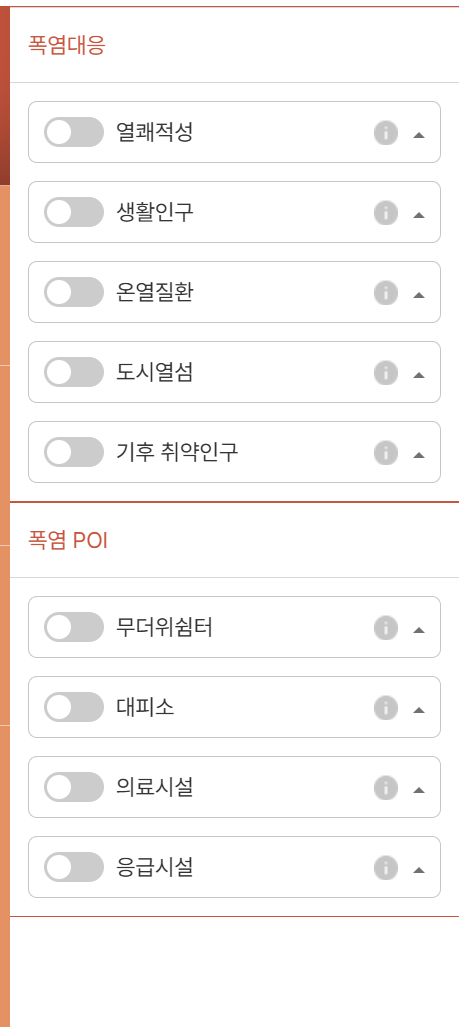 폭염대응
열쾌적성
생활인구
온열질환
도시열섬
기후 취약인구
폭염 POI
무더위쉼터
대피소
의료시설
응급시설